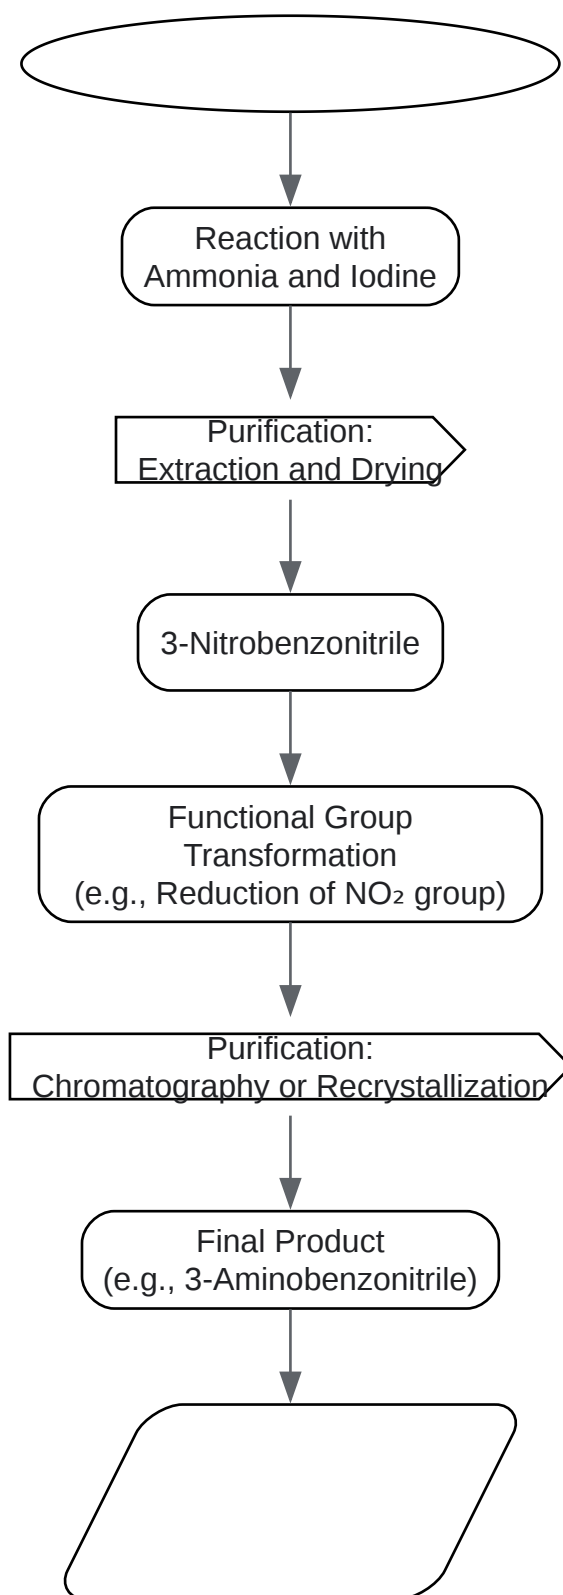 Reaction with
Ammonia and Iodine
Purification:
Extraction and Drying
3-Nitrobenzonitrile
Functional Group
Transformation
(e.g., Reduction of NO₂ group)
Purification:
Chromatography or Recrystallization
Final Product
(e.g., 3-Aminobenzonitrile)